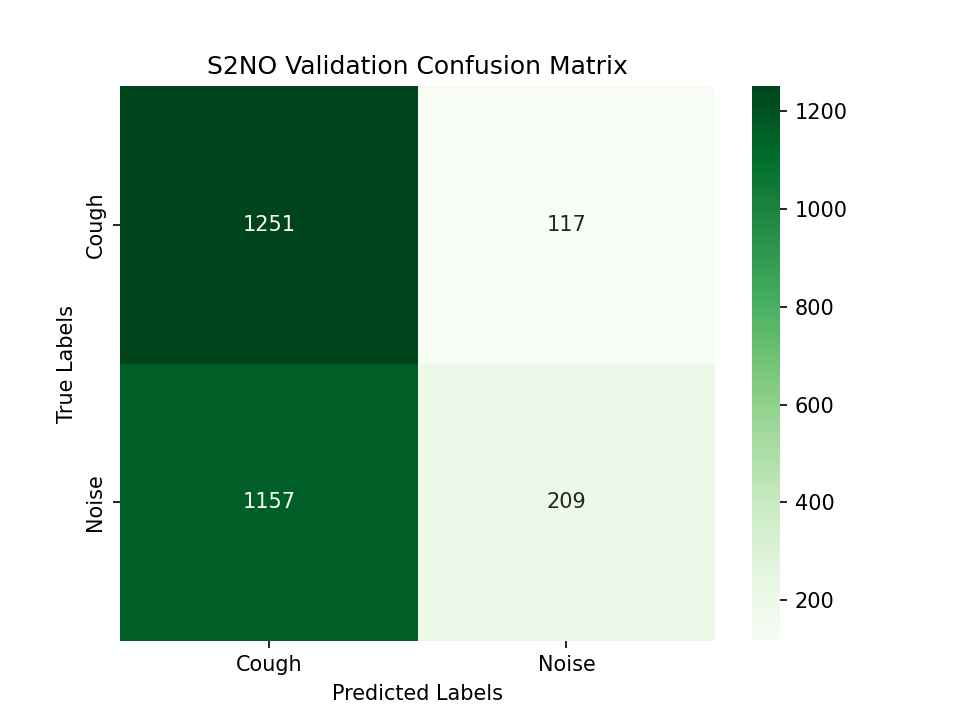 S2NO Validation Confusion Matrix
True Labels
Cough
Noise
1251
117
1157
209
Cough
Noise
Predicted Labels
1200
1000
800
600
400
200